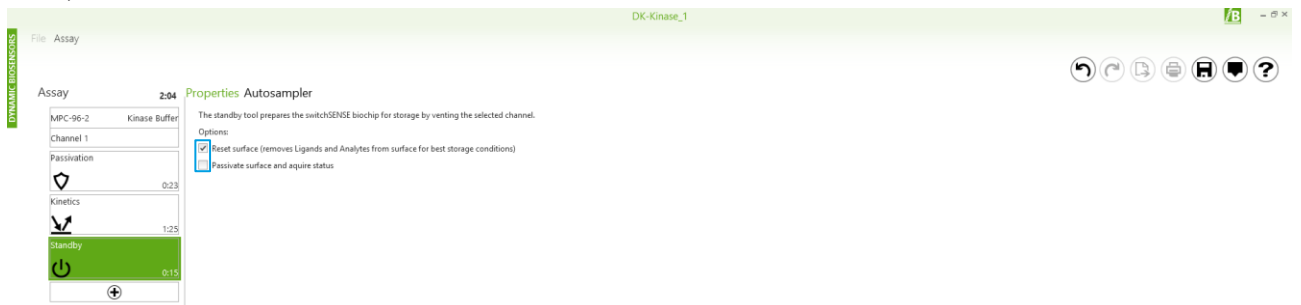 DK-Kinase_1
/B
DYNAMIC BIOSENSORS
File Assay
Assay 2:04
MPC-96-2 Kinase Buffer
Channel 1
Passivation
0:23
Kinetics
1:25
Standby
0:15
Properties Autosampler
The standby tool prepares the switchSENSE biochip for storage by venting the selected channel.
Options:
Reset surface (removes Ligands and Analytes from surface for best storage conditions)
Passivate surface and aquire status